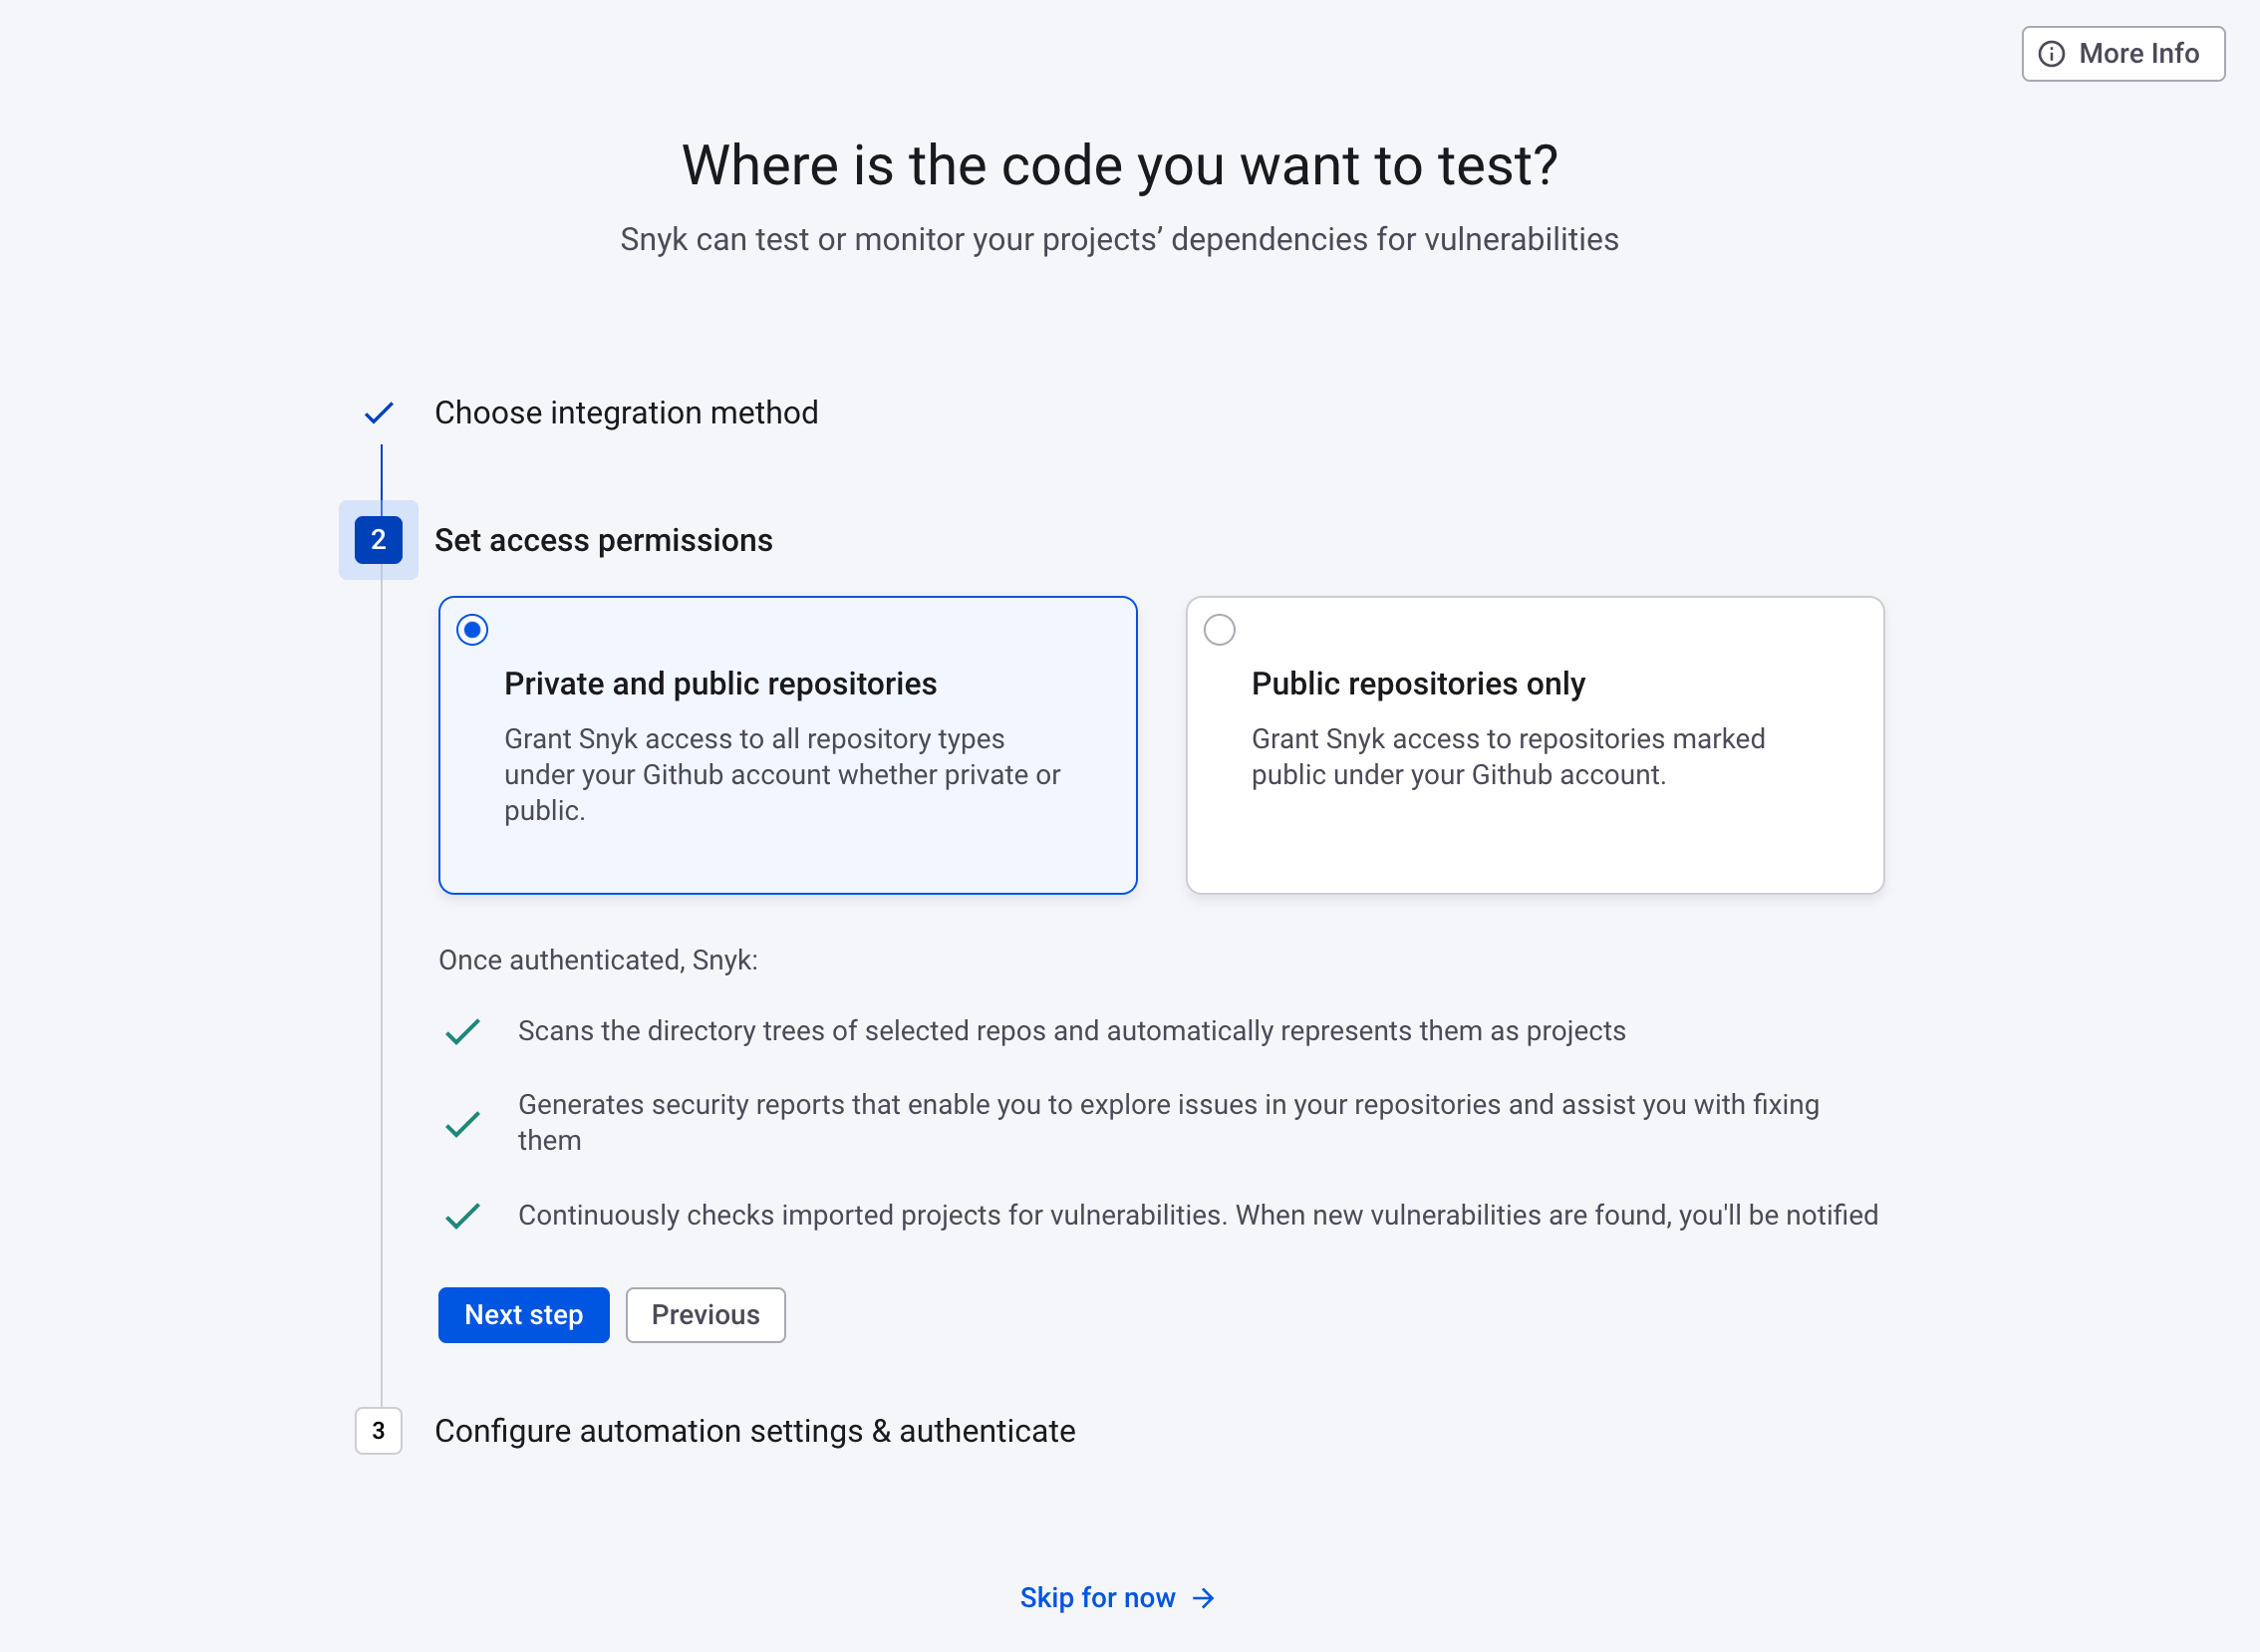 More Info
Where is the code you want to test?
Snyk can test or monitor your projects’ dependencies for vulnerabilities
Choose integration method
2
Set access permissions
Private and public repositories
Grant Snyk access to all repository types
under your Github account whether private or
public.
Public repositories only
Grant Snyk access to repositories marked
public under your Github account.
Once authenticated, Snyk:
Scans the directory trees of selected repos and automatically represents them as projects
Generates security reports that enable you to explore issues in your repositories and assist you with fixing
them
Continuously checks imported projects for vulnerabilities. When new vulnerabilities are found, you'll be notified
Next step
Previous
3
Configure automation settings & authenticate
Skip for now →